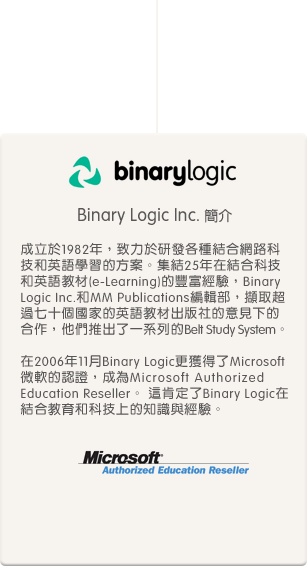 binarylogic
Binary Logic Inc. 簡介
成立於1982年，致力於研發各種結合網路科
技和英語學習的方案。集結25年在結合科技
和英語教材(e-Learning)的豐富經驗，Binary
Logic Inc.和MM Publications編輯部，擷取超
過七十個國家的英語教材出版社的意見下的
合作，他們推出了一系列的Belt Study System。
在2006年11月Binary Logic更獲得了Microsoft
微軟的認證，成為Microsoft Authorized
Education Reseller。 這肯定了Binary Logic在
結合教育和科技上的知識與經驗。
Microsoft®
Authorized Education Reseller